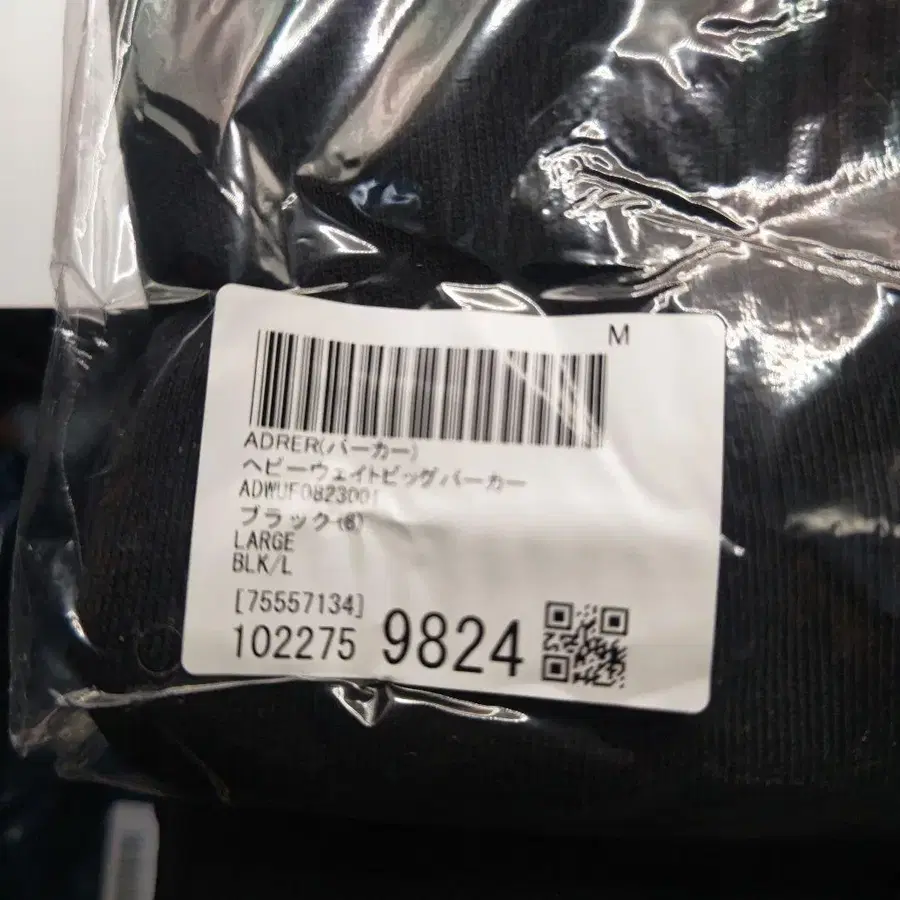 M
ADRER(パーカー)
ヘビーウェイトビッグパーカー
ADWUF0823001
ブラック(6)
LARGE
BLK/L
[75557134]
102275 9824